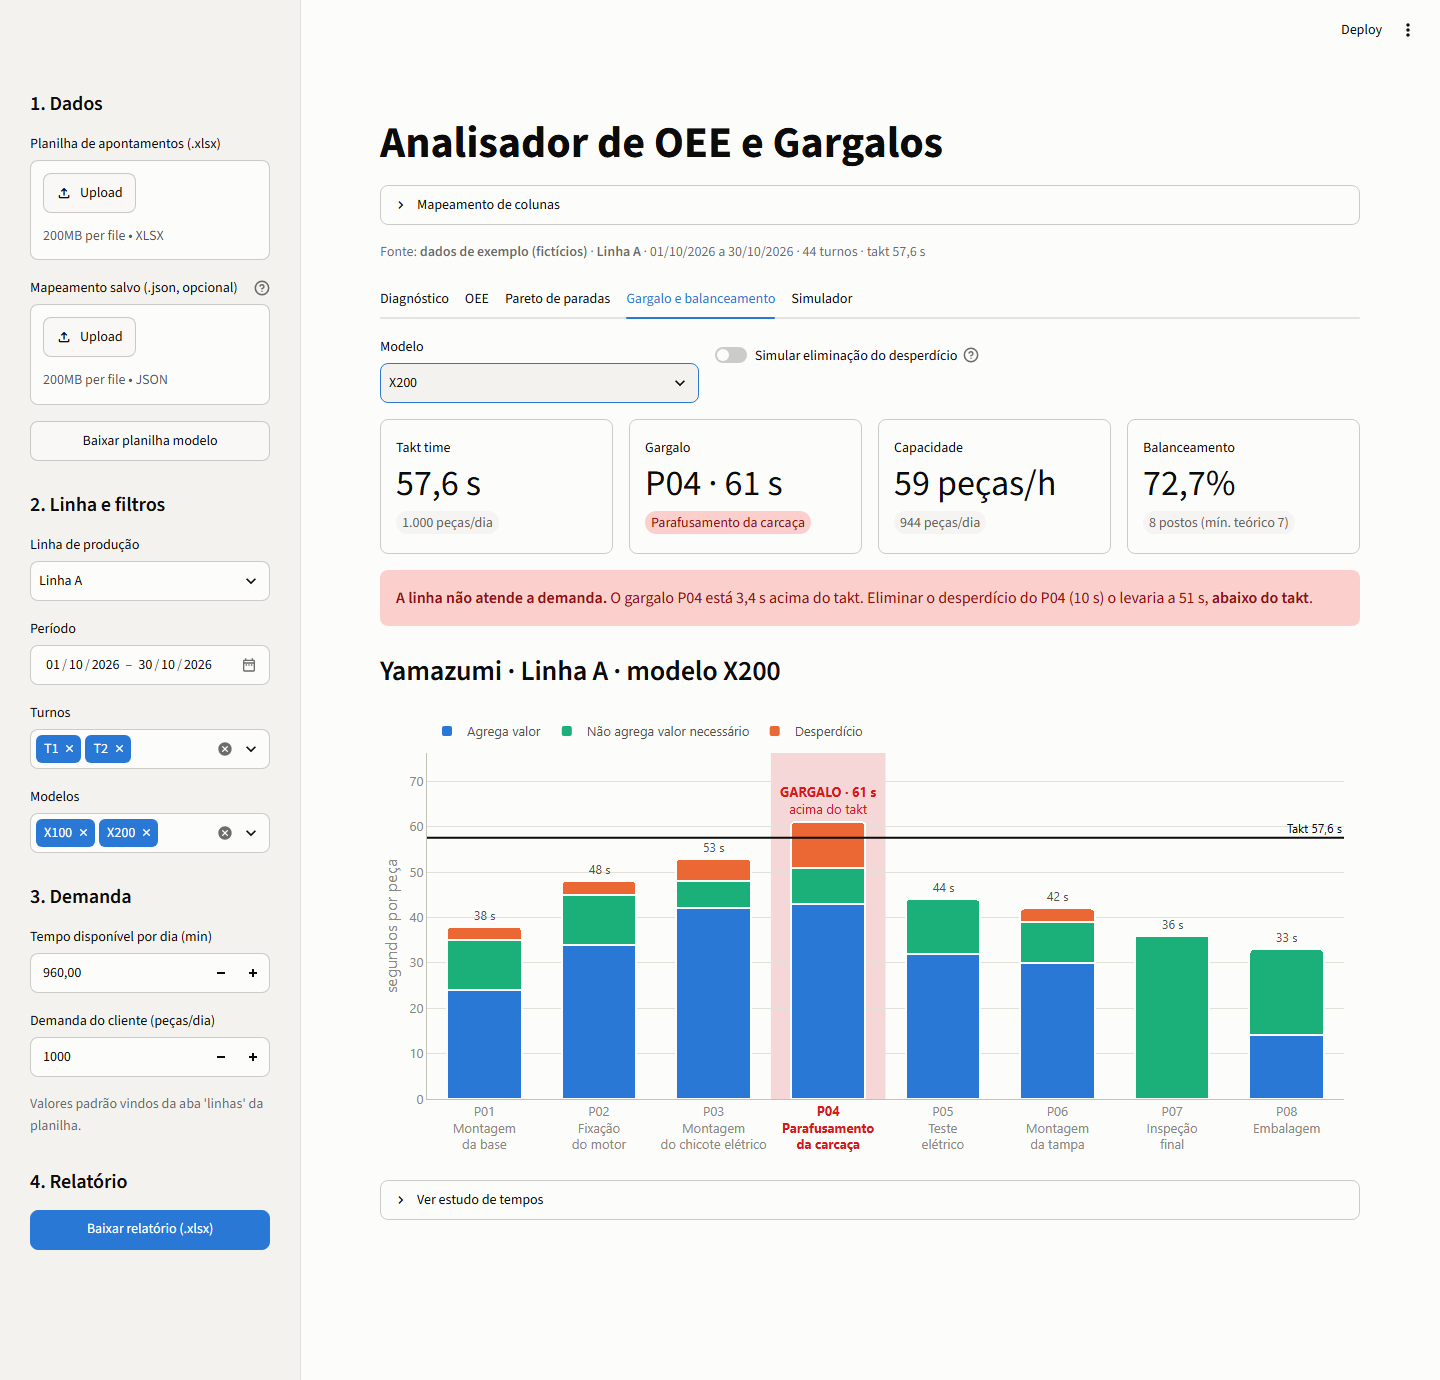 Deploy
1. Dados
Planilha de apontamentos (.xlsx)
Upload
200MB per file • XLSX
Mapeamento salvo (.json, opcional)
Upload
200MB per file • JSON
Baixar planilha modelo
2. Linha e filtros
Linha de produção
Linha A
Período
01 / 10 / 2026 – 30 / 10 / 2026
Turnos
T1 T2
Modelos
X100 X200
3. Demanda
Tempo disponível por dia (min)
960,00
Demanda do cliente (peças/dia)
1000
Valores padrão vindos da aba 'linhas' da
planilha.
4. Relatório
Baixar relatório (.xlsx)
Analisador de OEE e Gargalos
Mapeamento de colunas
Fonte: dados de exemplo (fictícios) · Linha A · 01/10/2026 a 30/10/2026 · 44 turnos · takt 57,6 s
Diagnóstico OEE Pareto de paradas Gargalo e balanceamento Simulador
Modelo
X200
Simular eliminação do desperdício
Takt time
57,6 s
1.000 peças/dia
Gargalo
P04 · 61 s
Parafusamento da carcaça
Capacidade
59 peças/h
944 peças/dia
Balanceamento
72,7%
8 postos (mín. teórico 7)
A linha não atende a demanda. O gargalo P04 está 3,4 s acima do takt. Eliminar o desperdício do P04 (10 s) o levaria a 51 s, abaixo do takt.
Yamazumi · Linha A · modelo X200
Agrega valor Não agrega valor necessário Desperdício
segundos por peça
70
60
50
40
30
20
10
0
GARGALO · 61 s
acima do takt
Takt 57,6 s
38 s
48 s
53 s
44 s
42 s
36 s
33 s
P01
Montagem
da base
P02
Fixação
do motor
P03
Montagem
do chicote elétrico
P04
Parafusamento
da carcaça
P05
Teste
elétrico
P06
Montagem
da tampa
P07
Inspeção
final
P08
Embalagem
Ver estudo de tempos